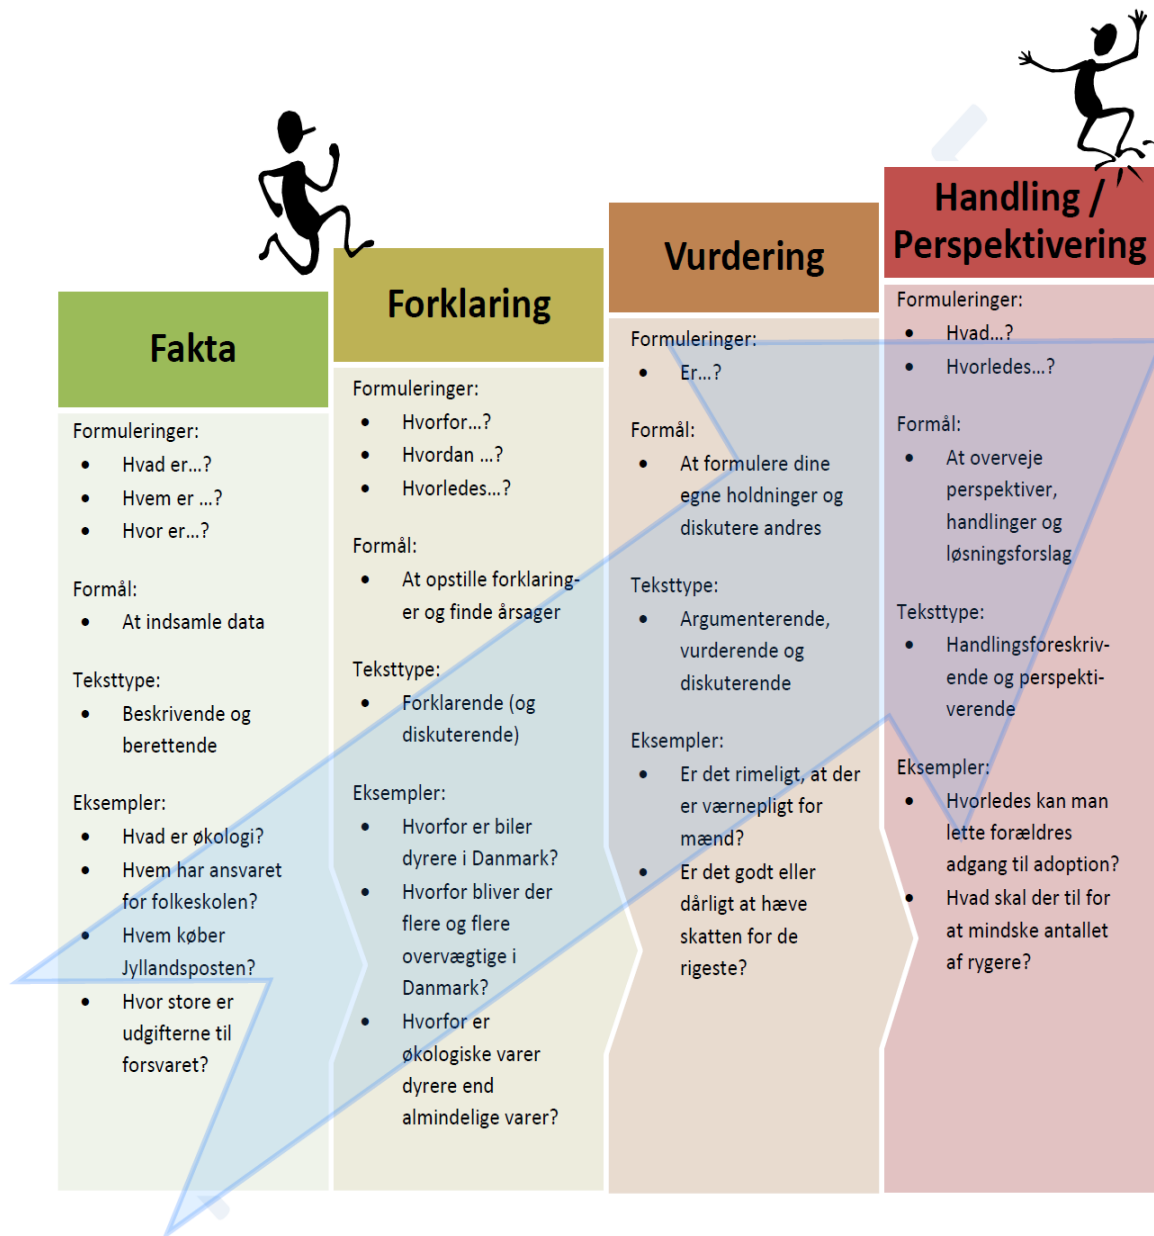 Fakta
Formuleringer:
• Hvad er...?
• Hvem er ...?
• Hvor er...?
Formål:
• At indsamle data
Teksttype:
• Beskrivende og
berettende
Eksempler:
• Hvad er økologi?
• Hvem har ansvaret
for folkeskolen?
• Hvem køber
Jyllandsposten?
• Hvor store er
udgifterne til
forsvaret?
Forklaring
Formuleringer:
• Hvorfor...?
• Hvordan ...?
• Hvorledes...?
Formål:
• At opstille forklaring-
er og finde årsager
Teksttype:
• Forklarende (og
diskuterende)
Eksempler:
• Hvorfor er biler
dyrere i Danmark?
• Hvorfor bliver der
flere og flere
overvægtige i
Danmark?
• Hvorfor er
økologiske varer
dyrere end
almindelige varer?
Vurdering
Formuleringer:
• Er...?
Formål:
• At formulere dine
egne holdninger og
diskutere andres
Teksttype:
• Argumenterende,
vurderende og
diskuterende
Eksempler:
• Er det rimeligt, at der
er værnepligt for
mænd?
• Er det godt eller
dårligt at hæve
skatten for de
rigeste?
Handling /
Perspektivering
Formuleringer:
• Hvad...?
• Hvorledes...?
Formål:
• At overveje
perspektiver,
handlinger og
løsningsforslag
Teksttype:
• Handlingsforeskriv-
ende og perspekti-
verende
Eksempler:
• Hvorledes kan man
lette forældres
adgang til adoption?
• Hvad skal der til for
at mindske antallet
af rygere?